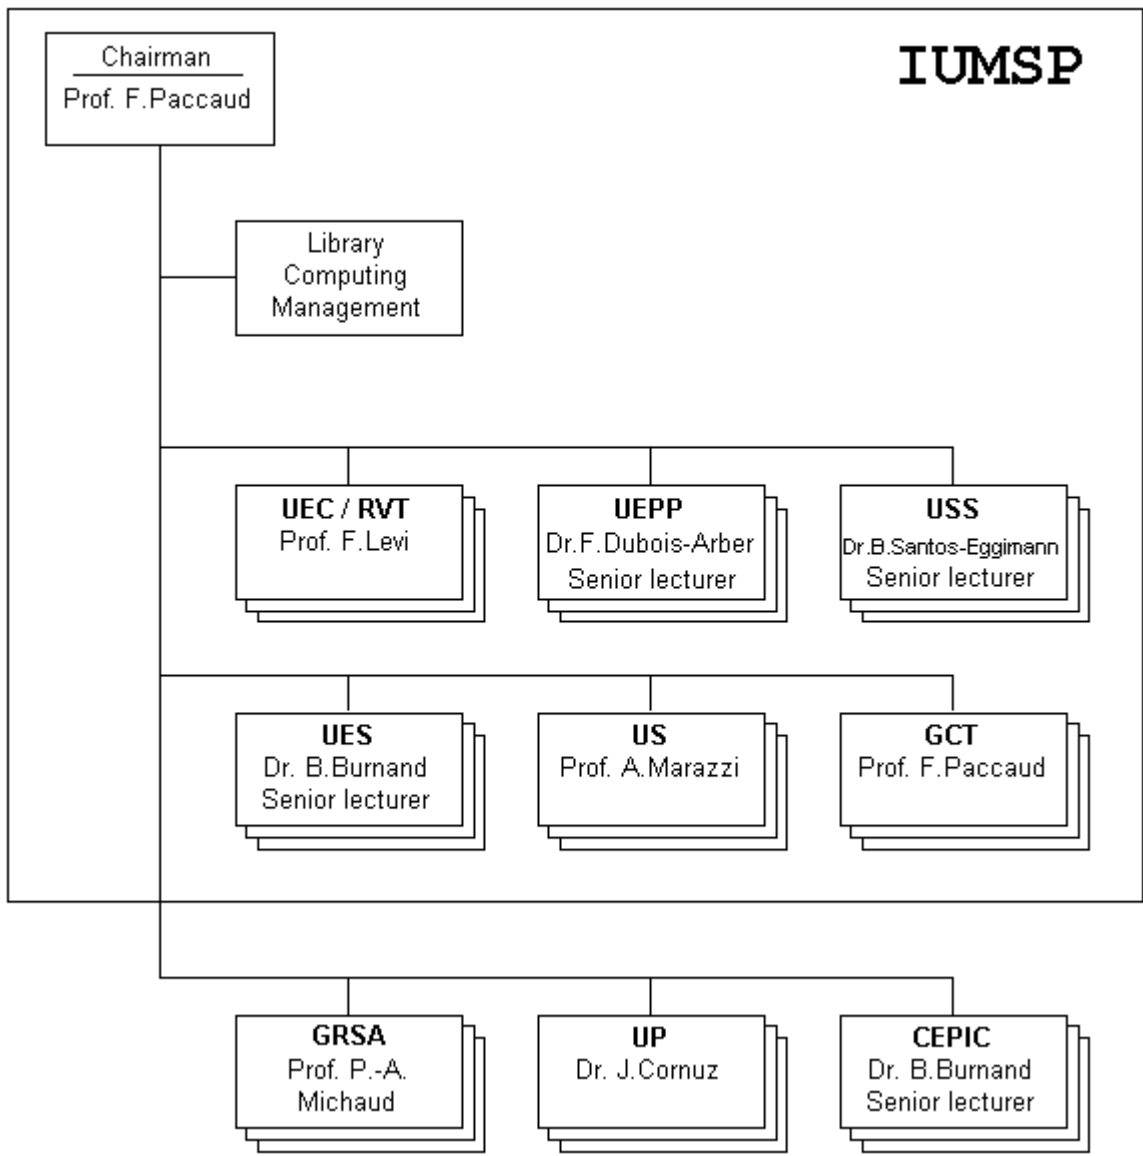 IUMSP
Chairman
Prof. F.Paccaud
Library
Computing
Management
UEC / RVT
Prof. F.Levi
UEPP
Dr.F.Dubois-Arber
Senior lecturer
USS
Dr.B.Santos-Eggimann
Senior lecturer
UES
Dr. B.Burnand
Senior lecturer
US
Prof. A.Marazzi
GCT
Prof. F.Paccaud
GRSA
Prof. P.-A.
Michaud
UP
Dr. J.Cornuz
CEPIC
Dr. B.Burnand
Senior lecturer